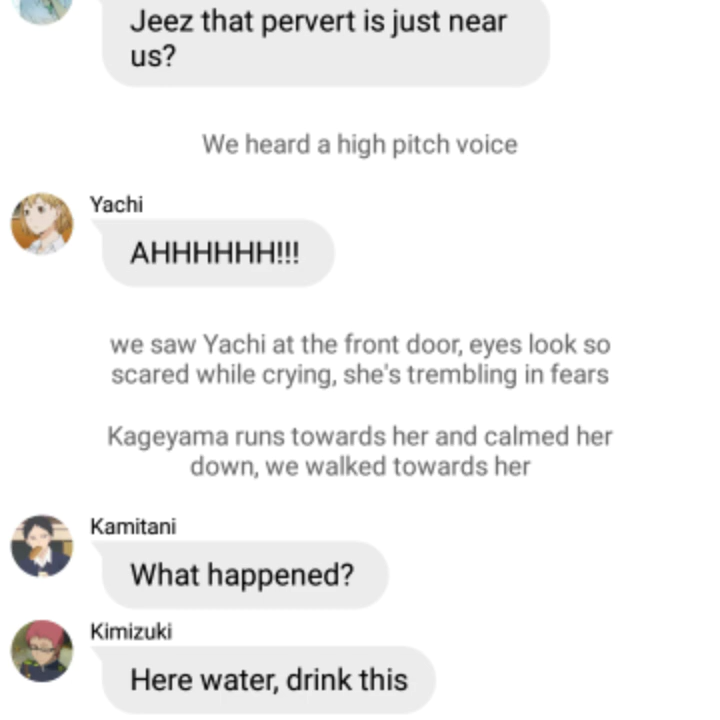 Jeez that pervert is just near
us?
We heard a high pitch voice
Yachi
AHHHHHH!!!
we saw Yachi at the front door, eyes look so
scared while crying, she's trembling in fears
Kageyama runs towards her and calmed her
down, we walked towards her
Kamitani
What happened?
Kimizuki
Here water, drink this